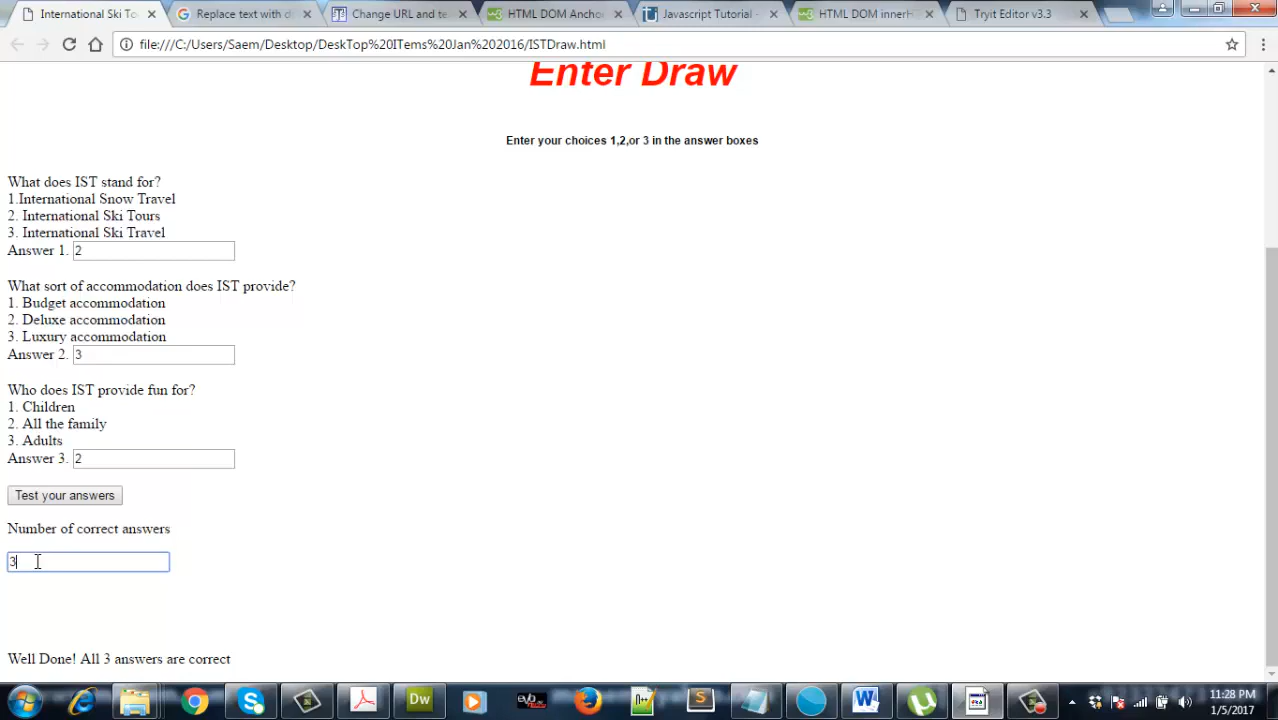 International Ski To
Replace text with d
Change URL and te
HTML DOM Ancho
Javascript Tutorial -
HTML DOM innerH
Tryit Editor v3.3
file:///C:/Users/Saem/Desktop/DeskTop%20ITems%20Jan%202016/ISTDraw.html
Enter Draw
Enter your choices 1,2,or 3 in the answer boxes
What does IST stand for?
1.International Snow Travel
2. International Ski Tours
3. International Ski Travel
Answer 1. 2
What sort of accommodation does IST provide?
1. Budget accommodation
2. Deluxe accommodation
3. Luxury accommodation
Answer 2. 3
Who does IST provide fun for?
1. Children
2. All the family
3. Adults
Answer 3. 2
Test your answers
Number of correct answers
3
Well Done! All 3 answers are correct
Dw
11:28 PM
1/5/2017